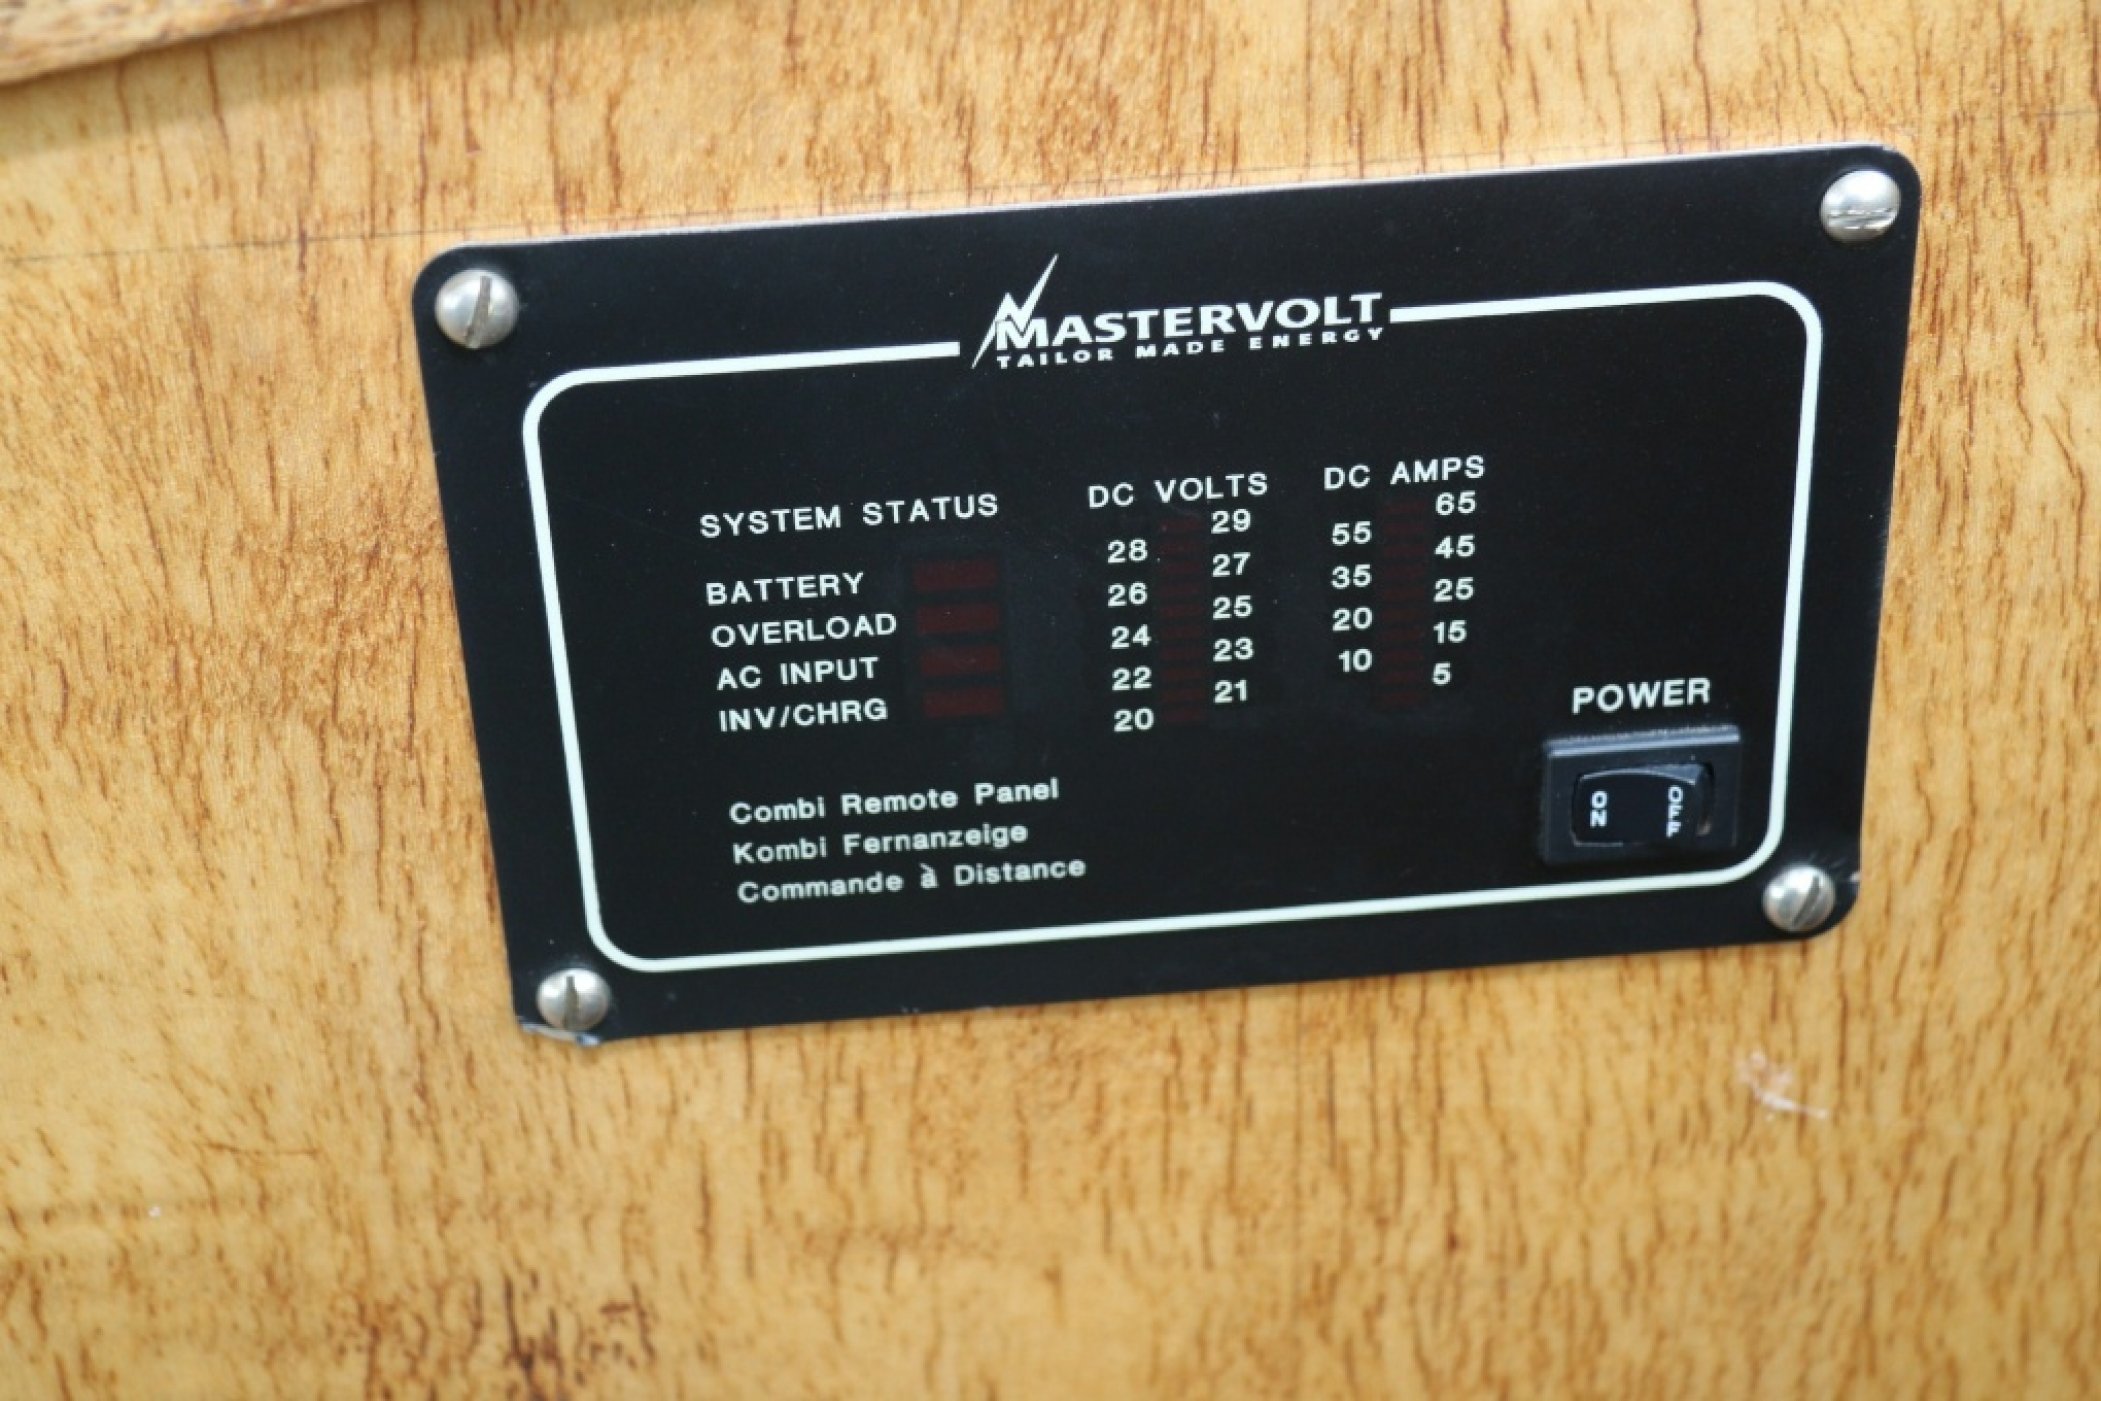 MASTERVOLT
TAILOR MADE ENERGY
SYSTEM STATUS
BATTERY
OVERLOAD
AC INPUT
INV/CHRG
DC VOLTS
29
28
27
26
25
24
23
22
21
20
DC AMPS
65
55
45
35
25
20
15
10
5
POWER
ON OFF
Combi Remote Panel
Kombi Fernanzeige
Commande à Distance